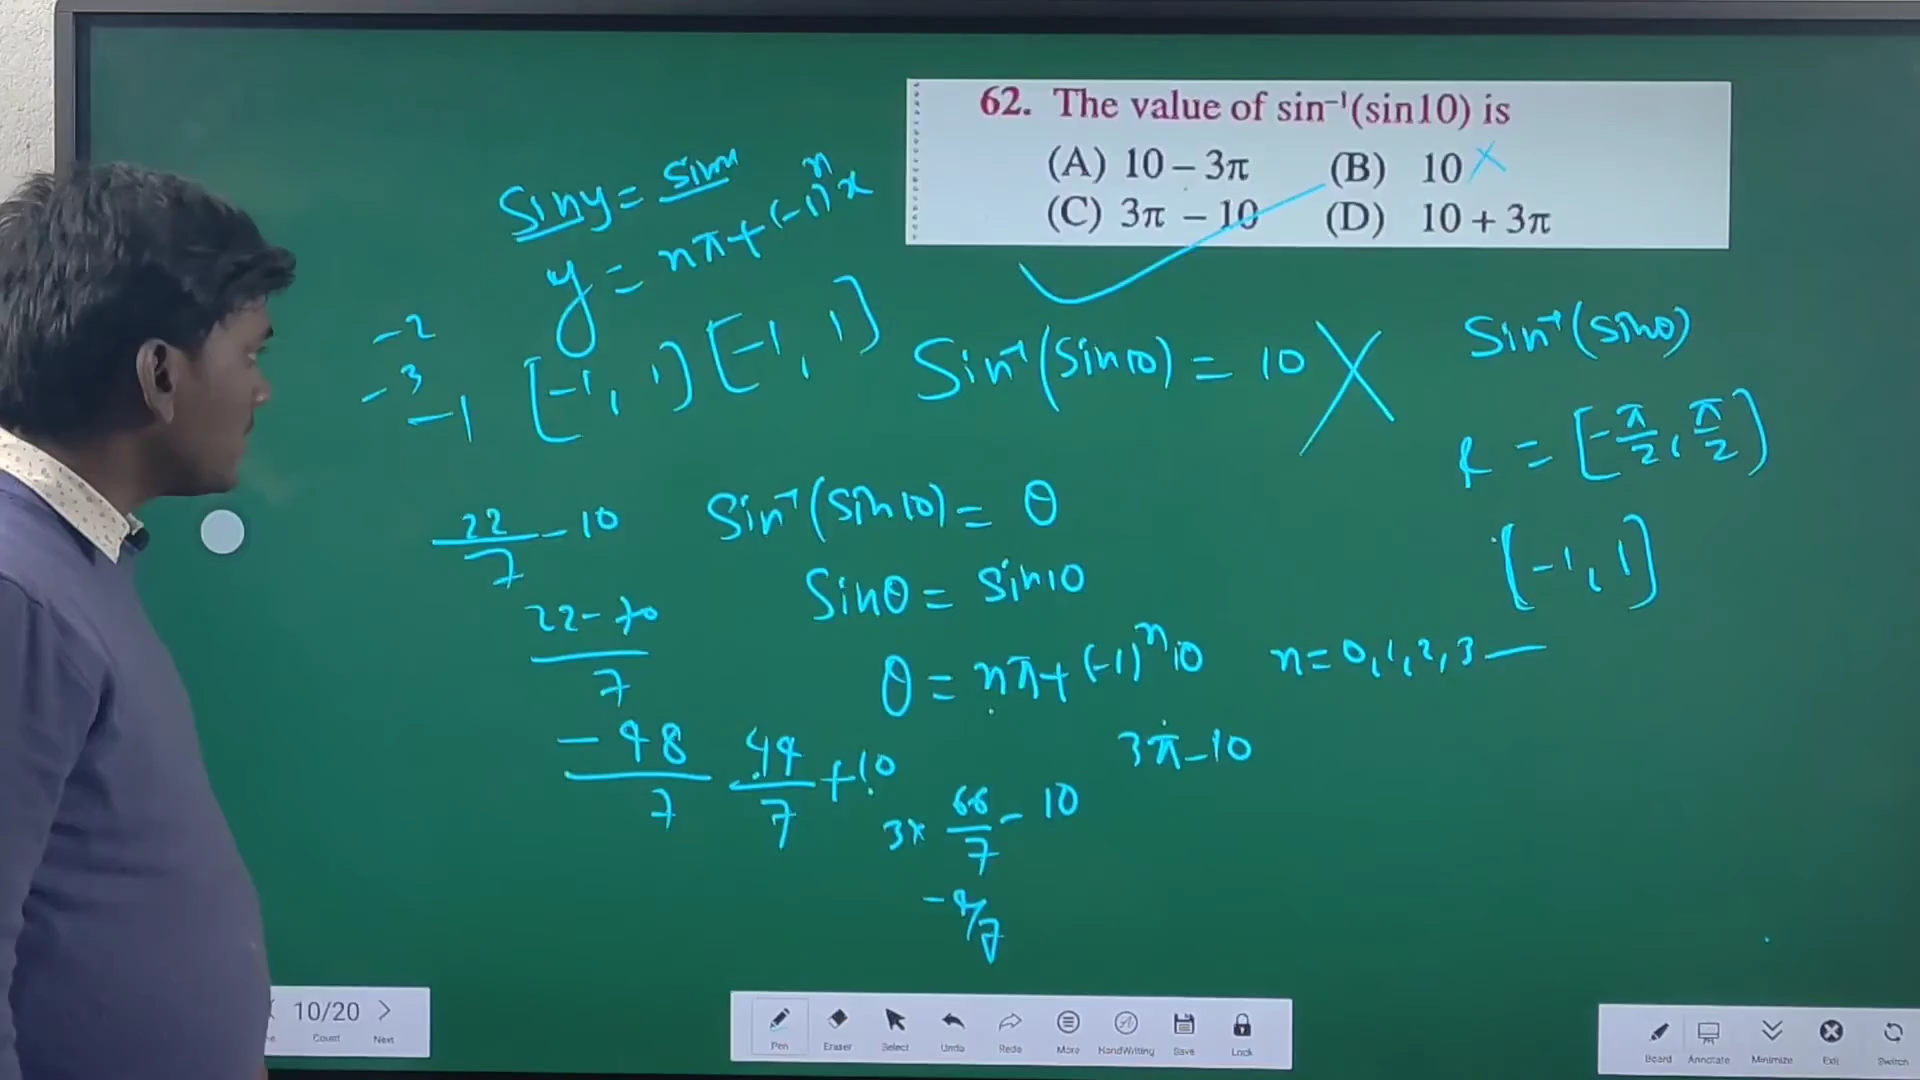 62. The value of sin⁻¹(sin10) is
(A) 10 – 3π (B) 10 ×
(C) 3π – 10 (D) 10 + 3π
Siny =
y = nπ + (-1)ⁿx
-2
-3
-1
[-1, 1] [-1, 1]
Sin⁻¹(Sin10) = 10 ×
Sin⁻¹(Sinθ)
R = [-π/2, π/2]
[-1, 1]
22/7 - 10
22-70/7
-48/7
44/7 + 10
Sin⁻¹(Sin10) = θ
Sinθ = Sin10
θ = nπ + (-1)ⁿ10 n = 0, 1, 2, 3 —
3π - 10
3× 66/7 - 10
-4/7
10/20
Count
Next
Pen
Eraser
Select
Undo
Redo
More
HandWriting
Save
Lock
Board
Annotate
Minimize
Exit
Switch